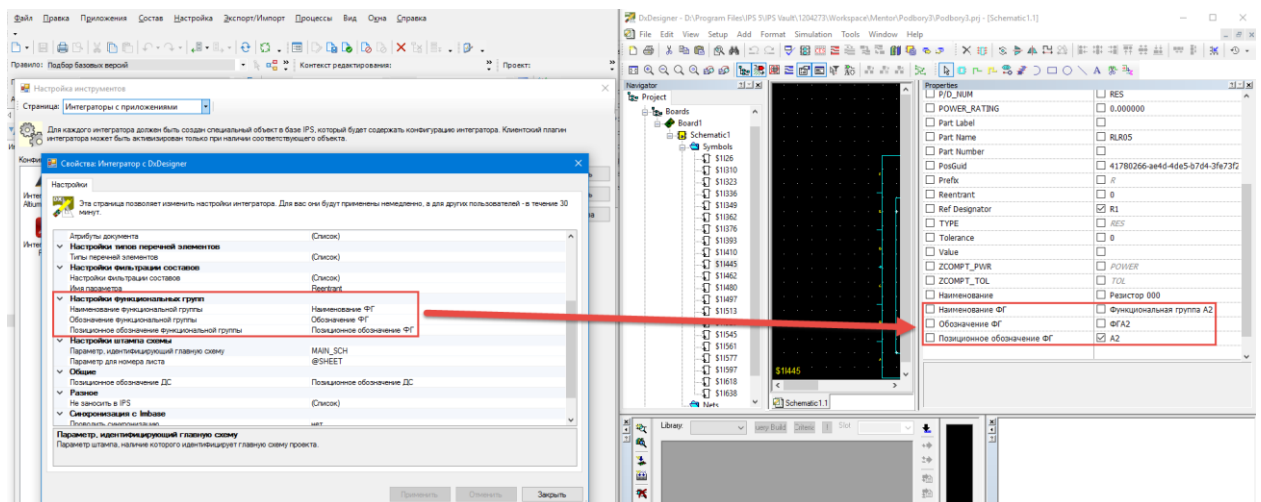 Файл Правка Приложения Состав Настройка Экспорт/Импорт Процессы Вид Окна Справка
Правило: Подбор базовых версий
Контекст редактирования:
Проект:
Настройка инструментов
Страница: Интеграторы с приложениями
Для каждого интегратора должен быть создан специальный объект в базе IPS, который будет содержать конфигурацию интегратора. Клиентский плагин
интегратора может быть активизирован только при наличии соответствующего объекта.
Свойства: Интегратор с DxDesigner
Настройки
Эта страница позволяет изменить настройки интегратора. Для вас они будут применены немедленно, а для других пользователей - в течение 30
минут.
Атрибуты документа (Список)
Настройки типов перечней элементов
Типы перечней элементов (Список)
Настройки фильтрации составов
Настройки фильтрации составов (Список)
Имя параметра Reentrant
Настройки функциональных групп
Наименование функциональной группы Наименование ФГ
Обозначение функциональной группы Обозначение ФГ
Позиционное обозначение функциональной группы Позиционное обозначение ФГ
Настройки штампа схемы
Параметр, идентифицирующий главную схему MAIN_SCH
Параметр для номера листа @SHEET
Общие
Позиционное обозначение ДС Позиционное обозначение ДС
Разное
Не заносить в IPS (Список)
Синхронизация с Imbase
Проводить синхронизацию нет
Параметр, идентифицирующий главную схему
Параметр штампа, наличие которого идентифицирует главную схему проекта.
Применить Отменить Закрыть
DxDesigner - D:\Program Files\IPS 5\IPS Vault\1204273\Workspace\Mentor\Podbory3\Podbory3.prj - [Schematic1.1]
File Edit View Setup Add Format Simulation Tools Window Help
Navigator
Project
Boards
Board1
Schematic1
Symbols
$1I26
$1I310
$1I323
$1I336
$1I349
$1I362
$1I376
$1I393
$1I410
$1I445
$1I462
$1I480
$1I497
$1I513
$1I545
$1I561
$1I577
$1I597
$1I618
$1I638
Nets
$1I445
Schematic1.1
Properties
P/D_NUM RES
POWER_RATING 0.000000
Part Label
Part Name RLR05
Part Number
PosGuid 41780266-ae4d-4de5-b7d4-3fe73f2
Prefix R
Reentrant 0
Ref Designator R1
TYPE RES
Tolerance 0
Value
ZCOMPT_PWR POWER
ZCOMPT_TOL TOL
Наименование Резистор 000
Наименование ФГ Функциональная группа A2
Обозначение ФГ ФГА2
Позиционное обозначение ФГ A2
Library: Criteria Slot